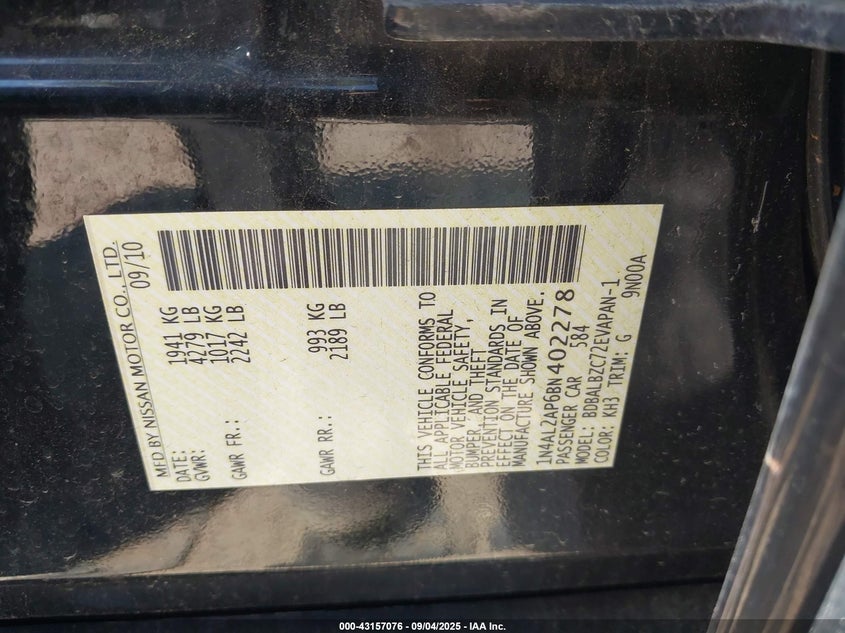 MFD BY NISSAN MOTOR CO., LTD.
DATE: 09/10
GVWR: 1941 KG
4279 LB
GAWR FR.: 1017 KG
2242 LB
GAWR RR.: 993 KG
2189 LB
THIS VEHICLE CONFORMS TO
ALL APPLICABLE FEDERAL
MOTOR VEHICLE SAFETY,
BUMPER, AND THEFT
PREVENTION STANDARDS IN
EFFECT ON THE DATE OF
MANUFACTURE SHOWN ABOVE.
1N4AL2AP6BN402278
PASSENGER CAR 584
MODEL: BDBALBZC7ZEVAPAN-1
COLOR: KH3 TRIM: G 9N00A
000-43157076 - 09/04/2025 - IAA Inc.